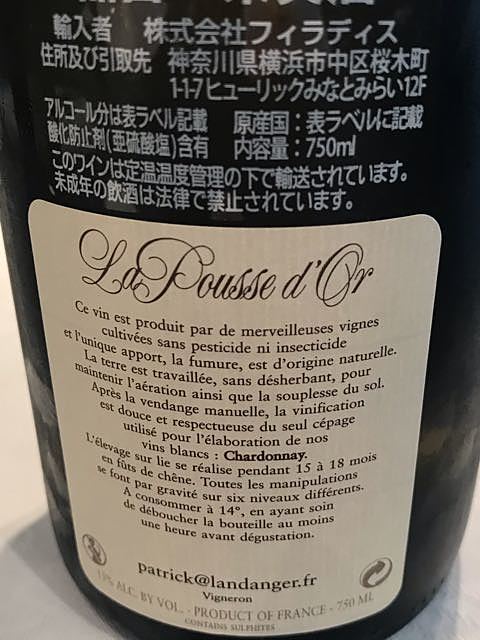 輸入者 株式会社フィラディス
住所及び引取先 神奈川県横浜市中区桜木町
1-1-7ヒューリックみなとみらい12F
アルコール分は表ラベル記載 原産国：表ラベルに記載
酸化防止剤(亜硫酸塩)含有 内容量：750ml
このワインは定温温度管理の下で輸送されています。
未成年の飲酒は法律で禁止されています。
La Pousse d'Or
Ce vin est produit par de merveilleuses vignes
cultivées sans pesticide ni insecticide
et l'unique apport, la fumure, est d'origine naturelle.
La terre est travaillée, sans désherbant, pour
maintenir l'aération ainsi que la souplesse du sol.
Après la vendange manuelle, la vinification
est douce et respectueuse du seul cépage
utilisé pour l'élaboration de nos
vins blancs : Chardonnay.
L'élevage sur lie se réalise pendant 15 à 18 mois
en fûts de chêne. Toutes les manipulations
se font par gravité sur six niveaux différents.
A consommer à 14°, en ayant soin
de déboucher la bouteille au moins
une heure avant dégustation.
patrick@landanger.fr
Vigneron
13% ALC. BY VOL. - PRODUCT OF FRANCE - 750 ML
CONTAINS SULPHITES